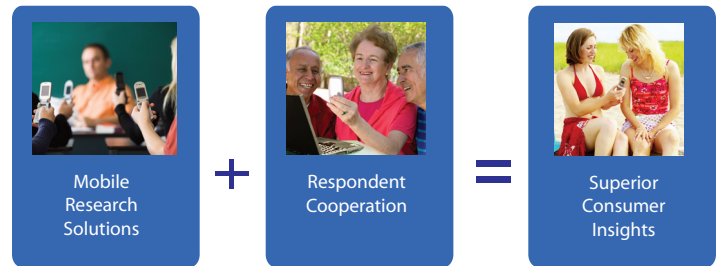 Mobile
Research
Solutions
+
Respondent
Cooperation
=
Superior
Consumer
Insights